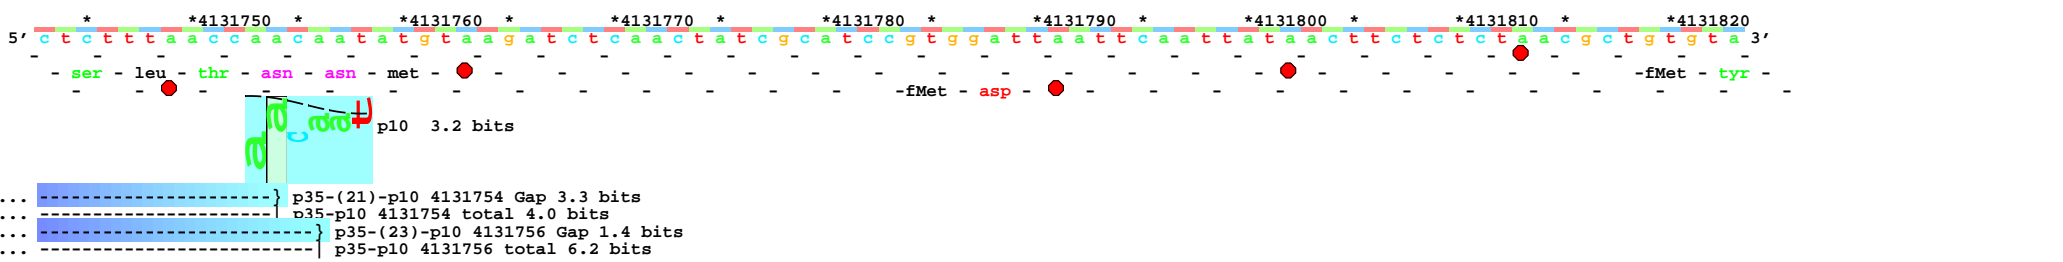 * *4131750 * *4131760 * *4131770 * *4131780 * *4131790 * *4131800 * *4131810 * *4131820
5’ c t c t t t a a c c a a c a a t a t g t a a g a t c t c a a c t a t c g c a t c c g t g g a t t a a t t c a a t t a t a a c t t c t c t c t a a c g c t g t g t a 3’
- - - - - - - - - - - - - - - - - - - - - - - - - - - -
- ser - leu - thr - asn - asn - met - - - - - - - - - - - - - - - - - - -fMet - tyr -
- - - - - - - - - - - - - -fMet - asp - - - - - - - - - - - - -
a a c a a t p10 3.2 bits
... ----------------------} p35-(21)-p10 4131754 Gap 3.3 bits
... ----------------------| p35-p10 4131754 total 4.0 bits
... --------------------------} p35-(23)-p10 4131756 Gap 1.4 bits
... --------------------------| p35-p10 4131756 total 6.2 bits